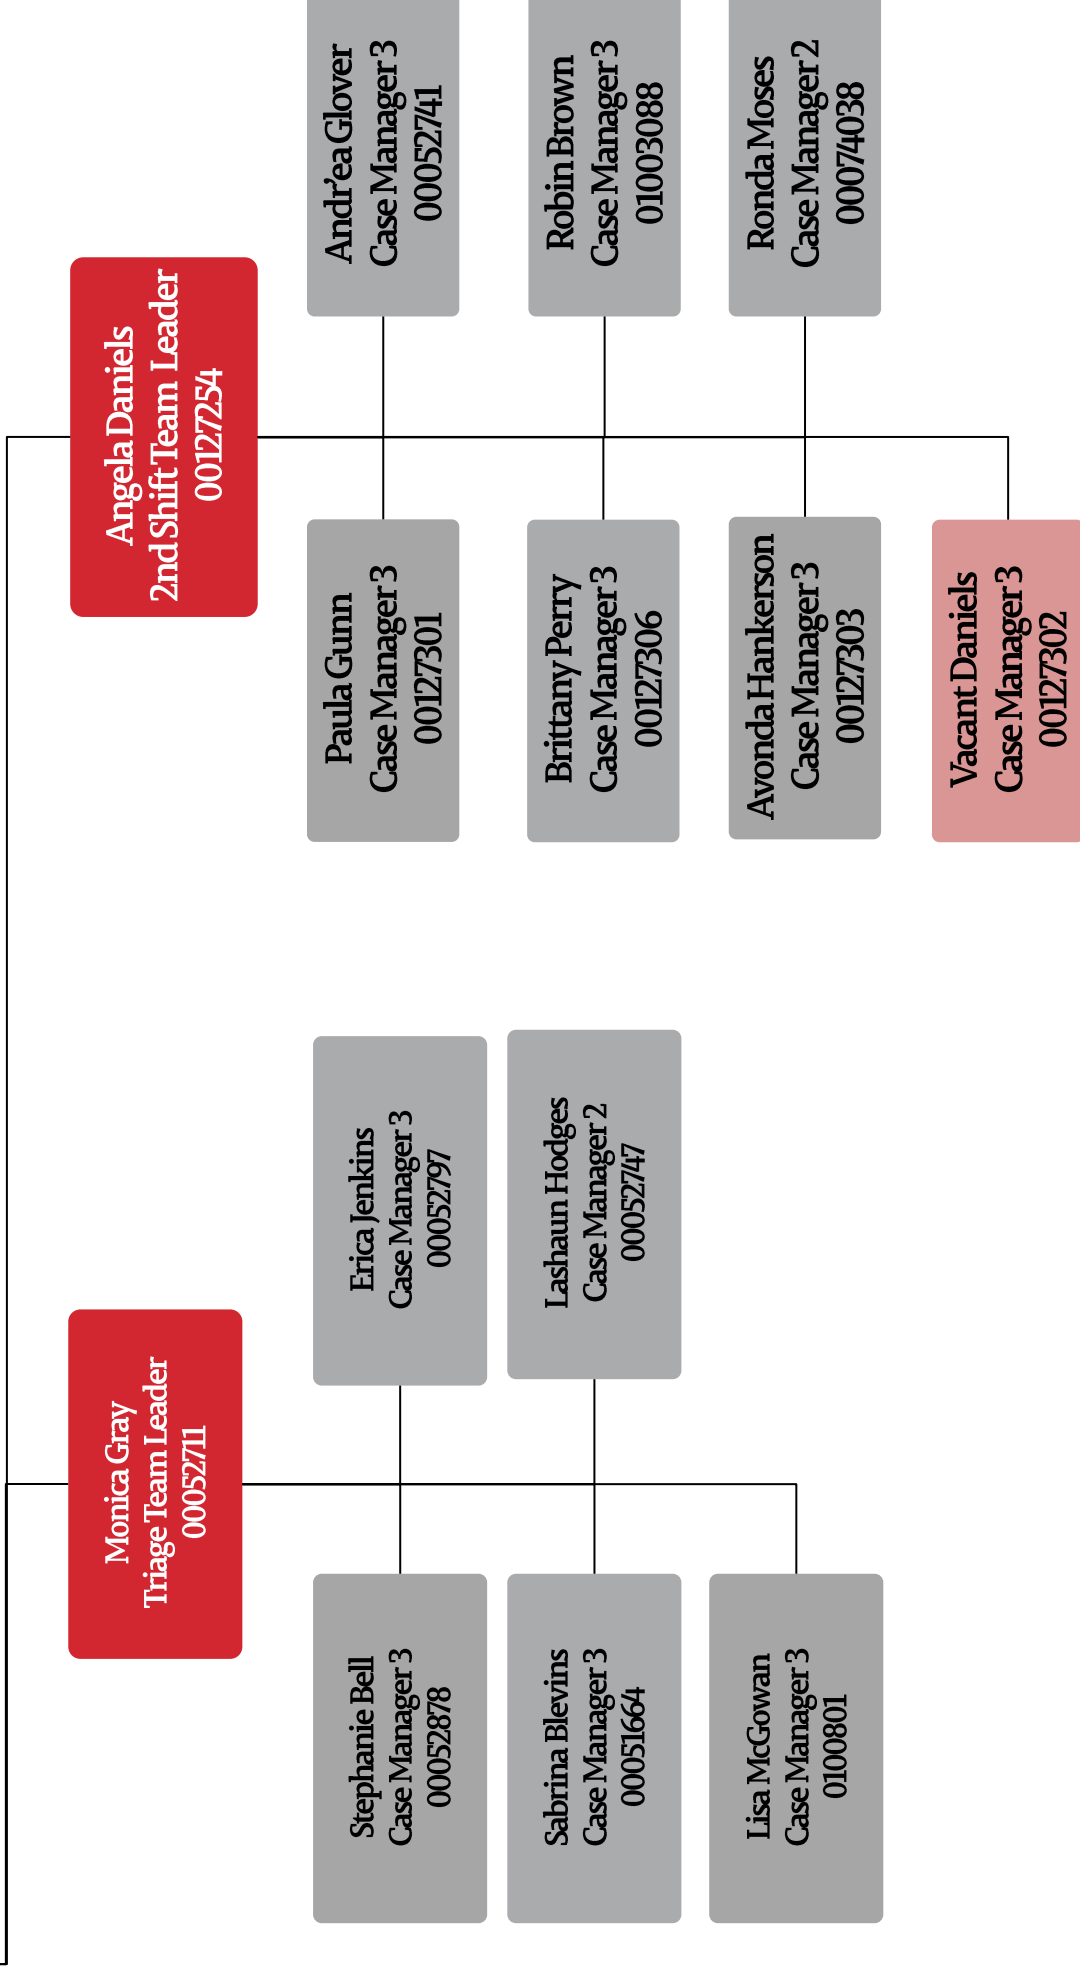 Monica Gray
Triage Team Leader
00052711
Stephanie Bell
Case Manager 3
00052878
Erica Jenkins
Case Manager 3
00052797
Sabrina Blevins
Case Manager 3
00051664
Lashaun Hodges
Case Manager 2
00052747
Lisa McGowan
Case Manager 3
0100801
Angela Daniels
2nd Shift Team Leader
00127254
Paula Gunn
Case Manager 3
00127301
Andr'ea Glover
Case Manager 3
00052741
Brittany Perry
Case Manager 3
00127306
Robin Brown
Case Manager 3
01003088
Avonda Hankerson
Case Manager 3
00127303
Ronda Moses
Case Manager 2
00074038
Vacant Daniels
Case Manager 3
00127302